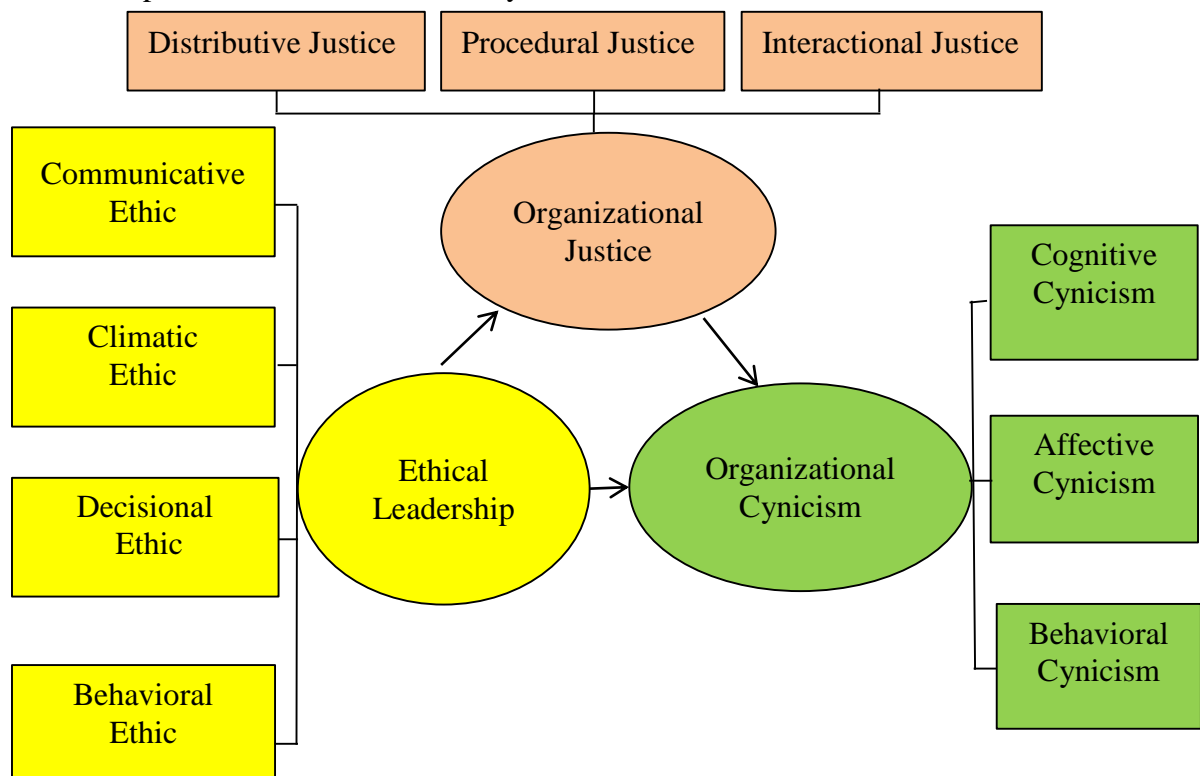 Distributive Justice
Procedural Justice
Interactional Justice
Communicative
Ethic
Organizational
Justice
Cognitive
Cynicism
Climatic
Ethic
Affective
Cynicism
Ethical
Leadership
Organizational
Cynicism
Decisional
Ethic
Behavioral
Cynicism
Behavioral
Ethic